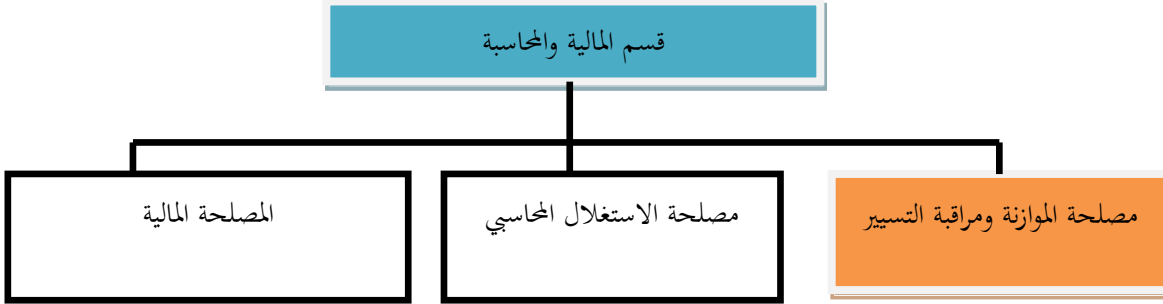 قسم المالية والمحاسبة
مصلحة الموازنة ومراقبة التسيير
مصلحة الاستغلال المحاسبي
المصلحة المالية